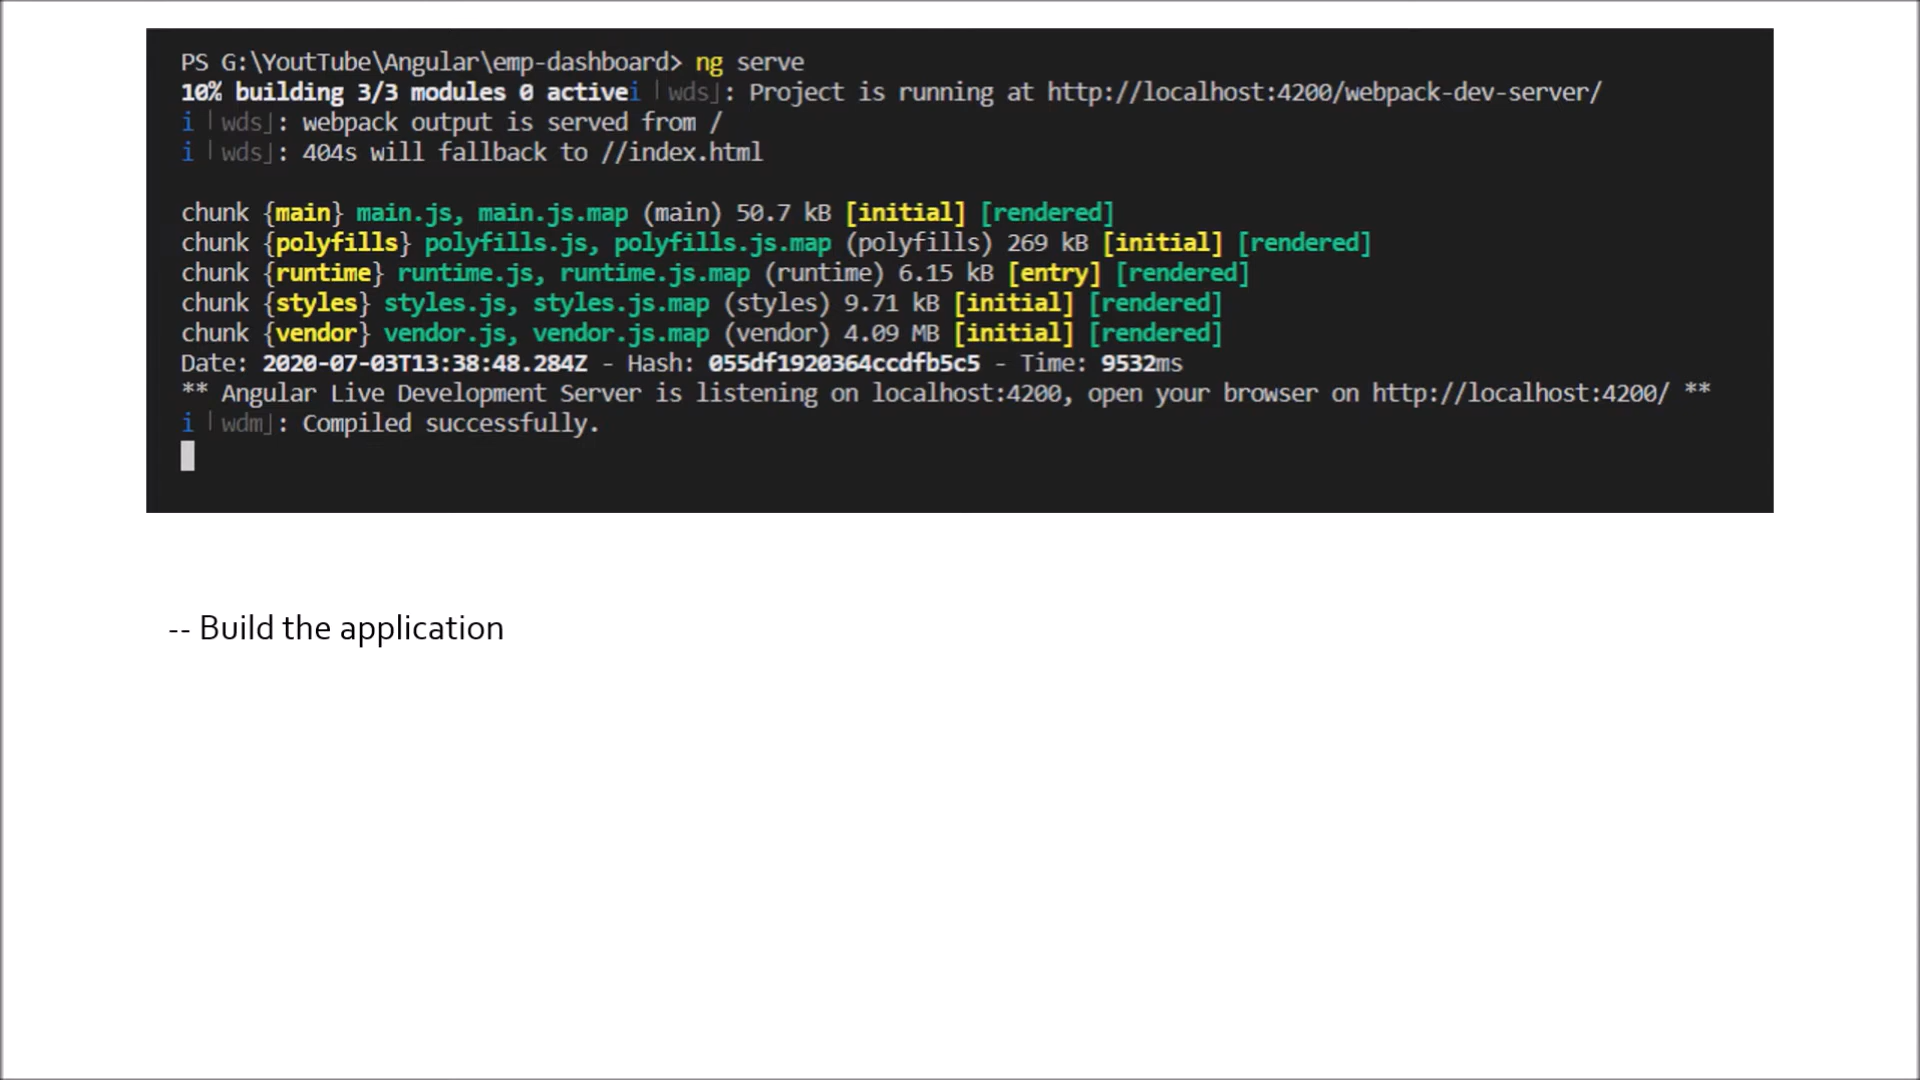 PS G:\YoutTube\Angular\emp-dashboard> ng serve
10% building 3/3 modules 0 activei ｢wds｣: Project is running at http://localhost:4200/webpack-dev-server/
i ｢wds｣: webpack output is served from /
i ｢wds｣: 404s will fallback to //index.html
chunk {main} main.js, main.js.map (main) 50.7 kB [initial] [rendered]
chunk {polyfills} polyfills.js, polyfills.js.map (polyfills) 269 kB [initial] [rendered]
chunk {runtime} runtime.js, runtime.js.map (runtime) 6.15 kB [entry] [rendered]
chunk {styles} styles.js, styles.js.map (styles) 9.71 kB [initial] [rendered]
chunk {vendor} vendor.js, vendor.js.map (vendor) 4.09 MB [initial] [rendered]
Date: 2020-07-03T13:38:48.284Z - Hash: 055df1920364ccdfb5c5 - Time: 9532ms
** Angular Live Development Server is listening on localhost:4200, open your browser on http://localhost:4200/ **
i ｢wdm｣: Compiled successfully.
-- Build the application